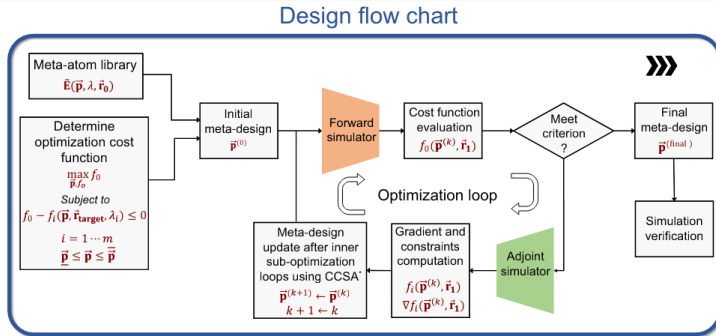 Design flow chart
Meta-atom library
Ẽ(p⃗, λ, r⃗₀)
Determine
optimization cost
function
max f₀
p⃗,f₀
Subject to
f₀ − fᵢ(p⃗, r⃗target, λᵢ) ≤ 0
i = 1 ⋯ m
p⃗ ≤ p⃗ ≤ p⃗
Initial
meta-design
p⃗⁽⁰⁾
Forward
simulator
Cost function
evaluation
f₀(p⃗⁽ᵏ⁾, r⃗₁)
Meet
criterion
?
Final
meta-design
p⃗⁽ᶠⁱⁿᵃˡ⁾
Simulation
verification
Optimization loop
Adjoint
simulator
Gradient and
constraints
computation
fᵢ(p⃗⁽ᵏ⁾, r⃗₁)
∇fᵢ(p⃗⁽ᵏ⁾, r⃗₁)
Meta-design
update after inner
sub-optimization
loops using CCSA*
p⃗⁽ᵏ⁺¹⁾ ← p⃗⁽ᵏ⁾
k + 1 ← k